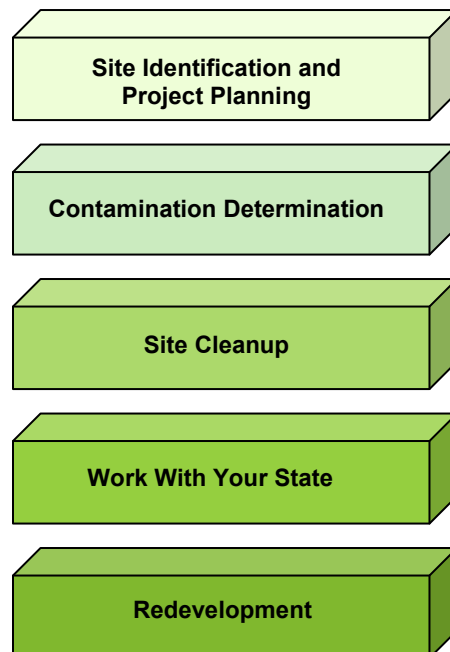 Site Identification and
Project Planning
Contamination Determination
Site Cleanup
Work With Your State
Redevelopment